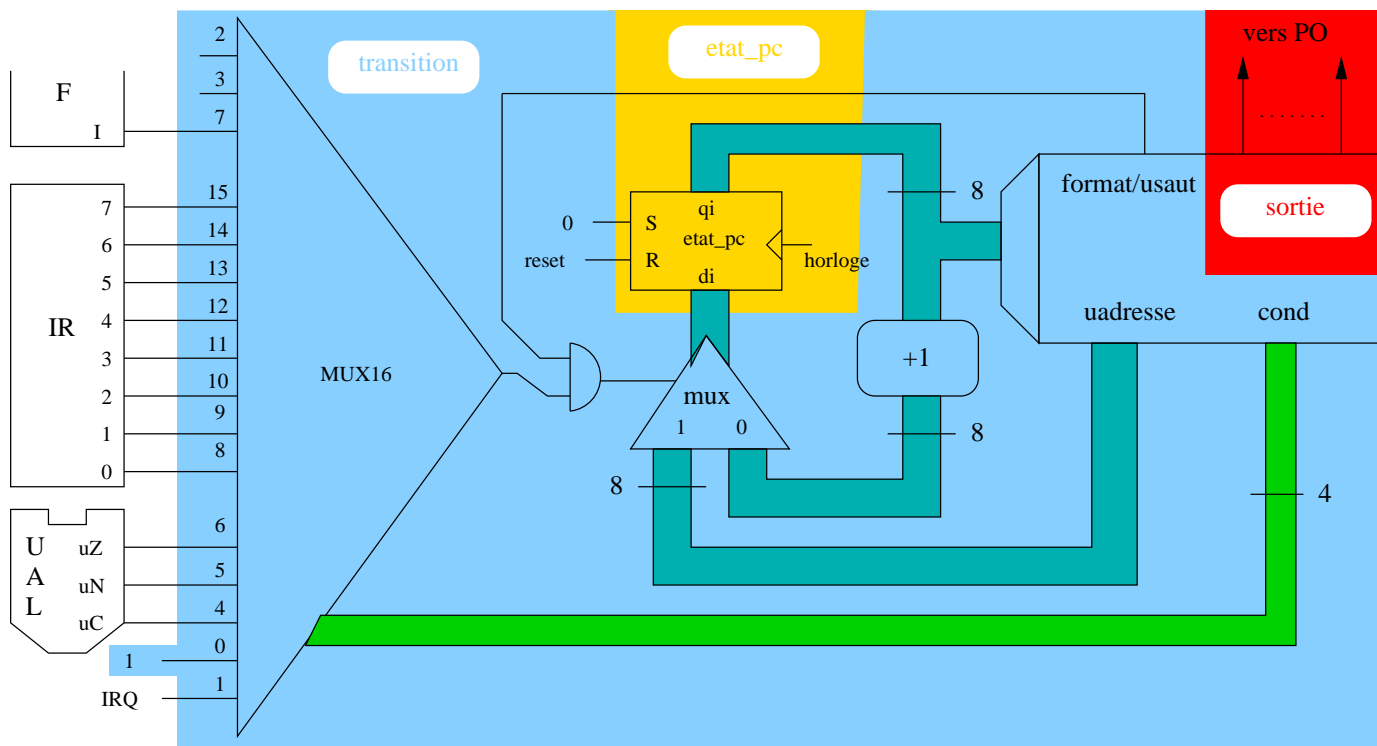 2
transition
etat_pc
vers PO
3
F
7
I
. . . . . . .
15
format/usaut
8
7
14
qi
sortie
0
S
6
etat_pc
13
reset
R
horloge
5
di
12
IR
4
uadresse
cond
11
3
+1
MUX16
10
2
mux
9
1
1
0
8
8
0
8
4
6
U
uZ
A
5
uN
L
4
uC
0
1
1
IRQ